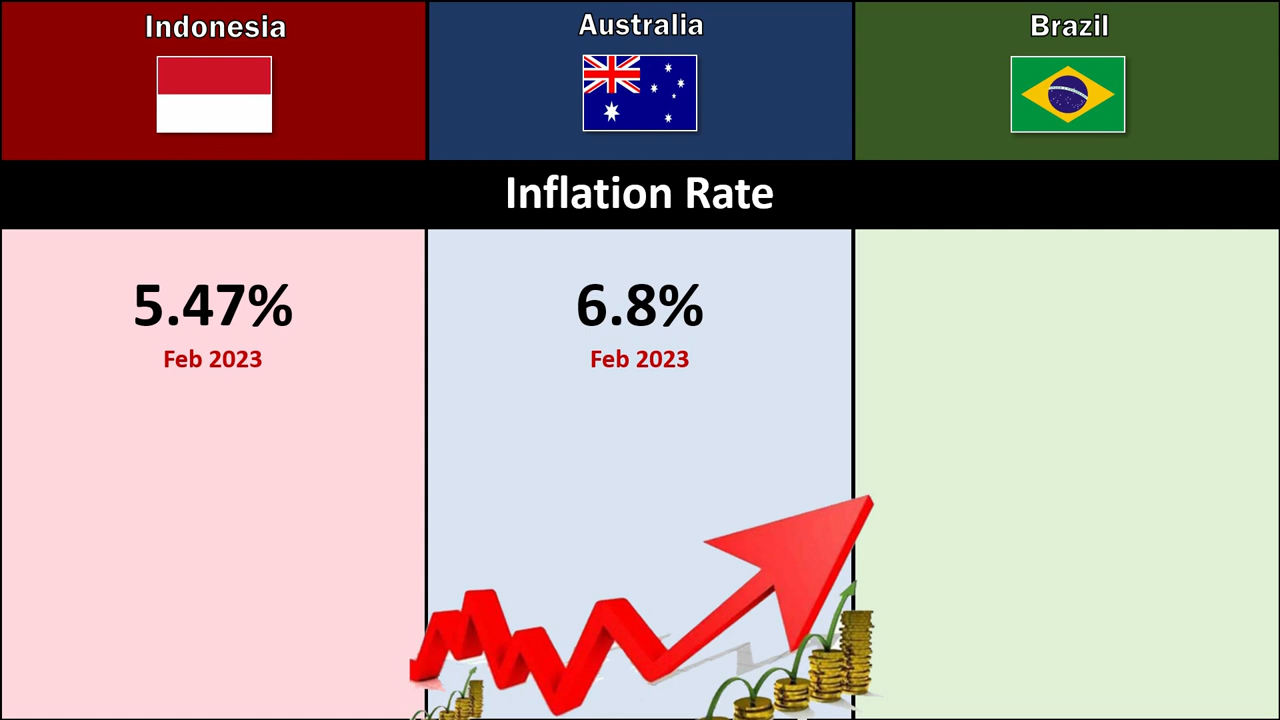 Indonesia
Australia
Brazil
Inflation Rate
5.47%
6.8%
Feb 2023
Feb 2023